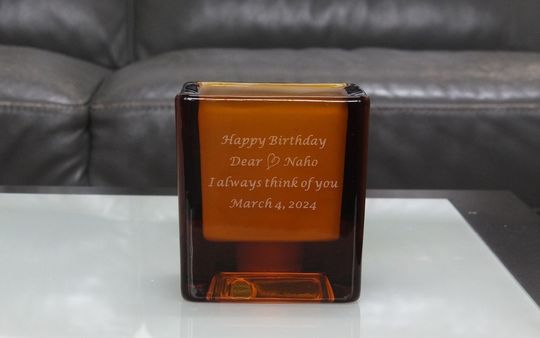 Happy Birthday
Dear ♡ Naho
I always think of you
March 4, 2024